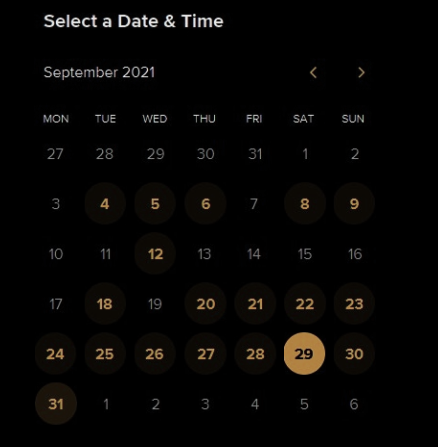 Select a Date & Time
September 2021
MON TUE WED THU FRI SAT SUN
27 28 29 30 31 1 2
3 4 5 6 7 8 9
10 11 12 13 14 15 16
17 18 19 20 21 22 23
24 25 26 27 28 29 30
31 1 2 3 4 5 6